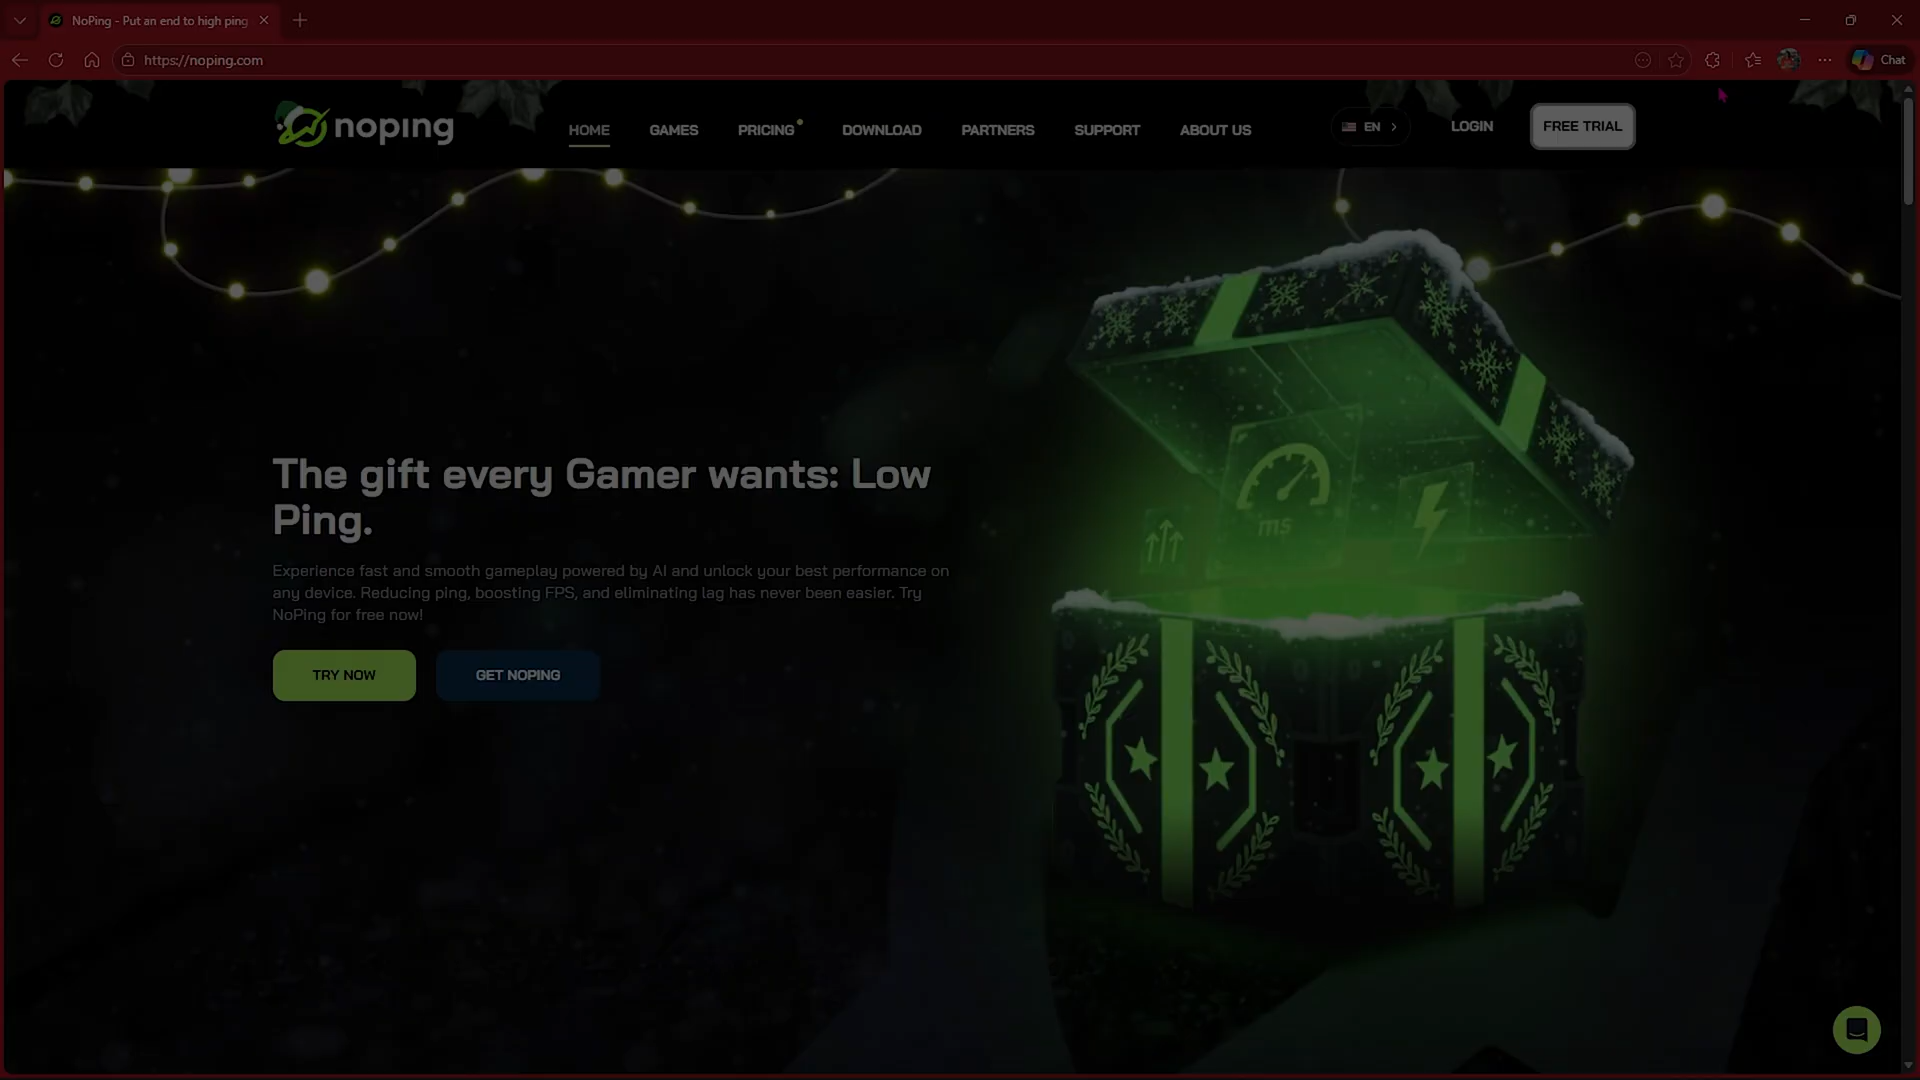 NoPing - Put an end to high ping
https://noping.com
Chat
noping
HOME
GAMES
PRICING
DOWNLOAD
PARTNERS
SUPPORT
ABOUT US
EN
LOGIN
FREE TRIAL
The gift every Gamer wants: Low
Ping.
Experience fast and smooth gameplay powered by AI and unlock your best performance on
any device. Reducing ping, boosting FPS, and eliminating lag has never been easier. Try
NoPing for free now!
TRY NOW
GET NOPING
ms